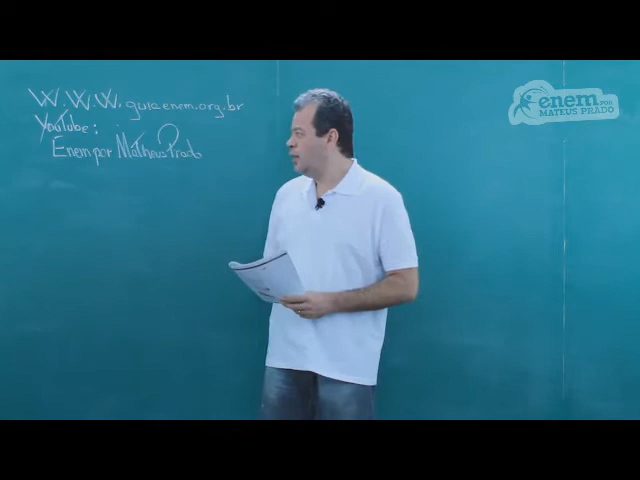 W.W.W.guiaenem.org.br
YouTube:
Enem por Matheus Prado
enem POR
MATEUS PRADO